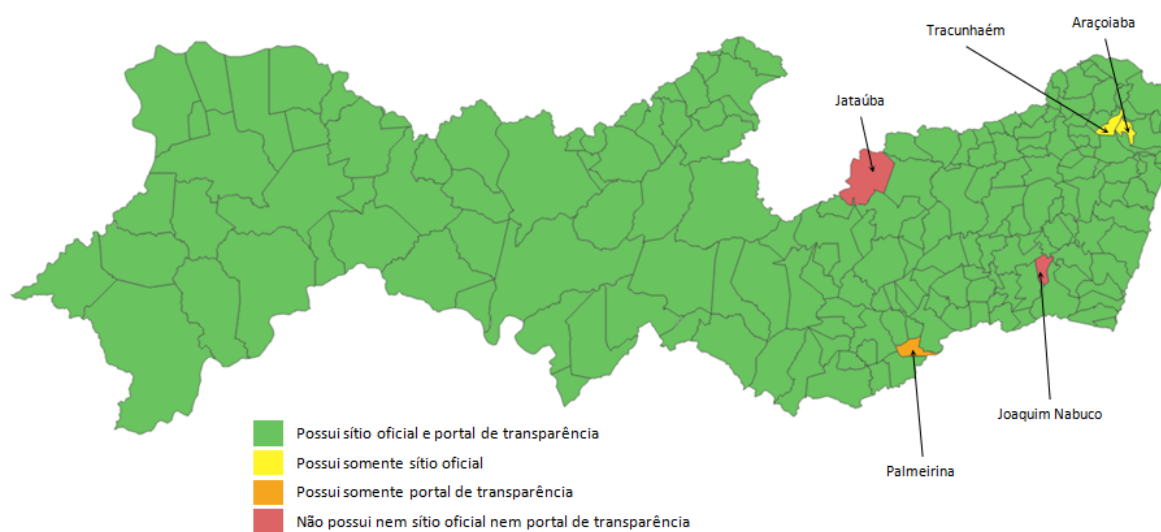 Araçoiaba
Tracunhaém
Jataúba
Joaquim Nabuco
Palmeirina
Possui sítio oficial e portal de transparência
Possui somente sítio oficial
Possui somente portal de transparência
Não possui nem sítio oficial nem portal de transparência